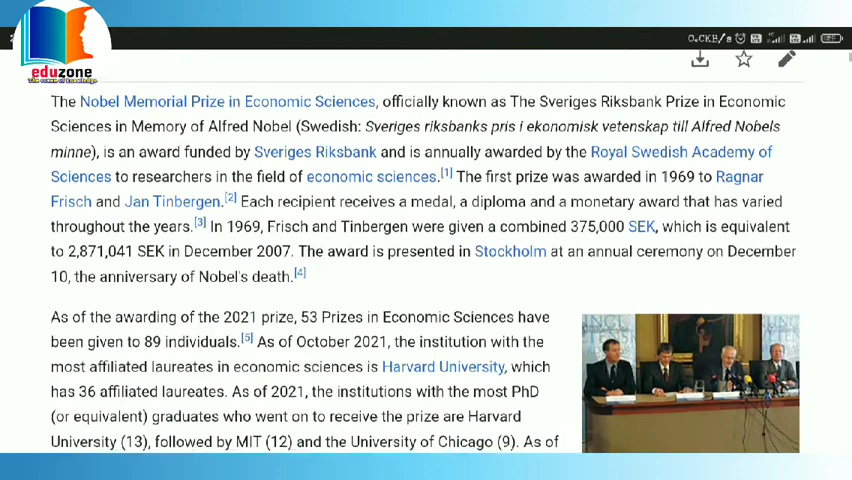 eduzone
The ocean of knowledge
0.0KB/s
The Nobel Memorial Prize in Economic Sciences, officially known as The Sveriges Riksbank Prize in Economic
Sciences in Memory of Alfred Nobel (Swedish: Sveriges riksbanks pris i ekonomisk vetenskap till Alfred Nobels
minne), is an award funded by Sveriges Riksbank and is annually awarded by the Royal Swedish Academy of
Sciences to researchers in the field of economic sciences.[1] The first prize was awarded in 1969 to Ragnar
Frisch and Jan Tinbergen.[2] Each recipient receives a medal, a diploma and a monetary award that has varied
throughout the years.[3] In 1969, Frisch and Tinbergen were given a combined 375,000 SEK, which is equivalent
to 2,871,041 SEK in December 2007. The award is presented in Stockholm at an annual ceremony on December
10, the anniversary of Nobel's death.[4]
As of the awarding of the 2021 prize, 53 Prizes in Economic Sciences have
been given to 89 individuals.[5] As of October 2021, the institution with the
most affiliated laureates in economic sciences is Harvard University, which
has 36 affiliated laureates. As of 2021, the institutions with the most PhD
(or equivalent) graduates who went on to receive the prize are Harvard
University (13), followed by MIT (12) and the University of Chicago (9). As of